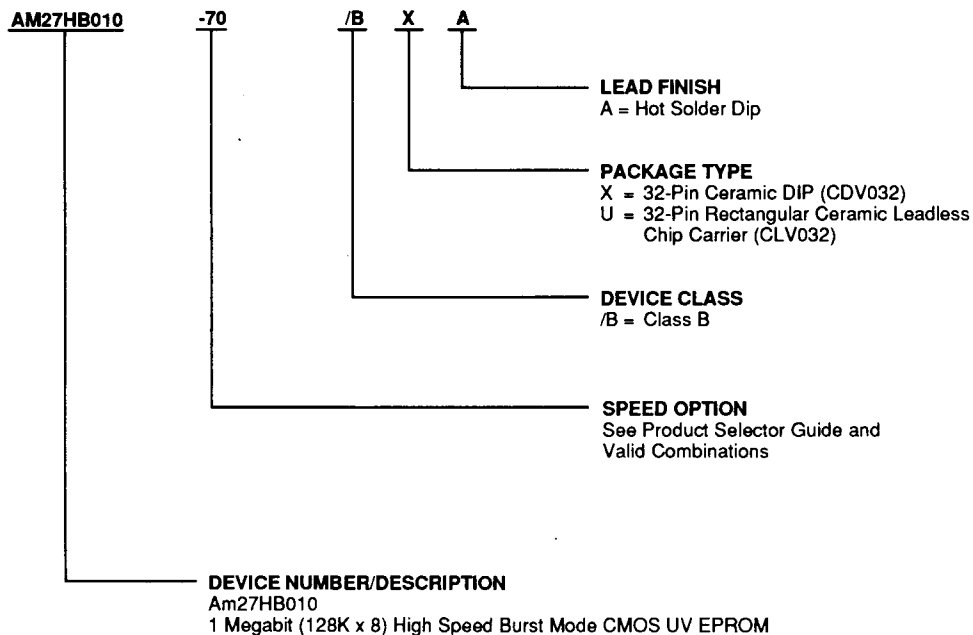 AM27HB010 -70 /B X A
LEAD FINISH
A = Hot Solder Dip
PACKAGE TYPE
X = 32-Pin Ceramic DIP (CDV032)
U = 32-Pin Rectangular Ceramic Leadless
Chip Carrier (CLV032)
DEVICE CLASS
/B = Class B
SPEED OPTION
See Product Selector Guide and
Valid Combinations
DEVICE NUMBER/DESCRIPTION
Am27HB010
1 Megabit (128K x 8) High Speed Burst Mode CMOS UV EPROM